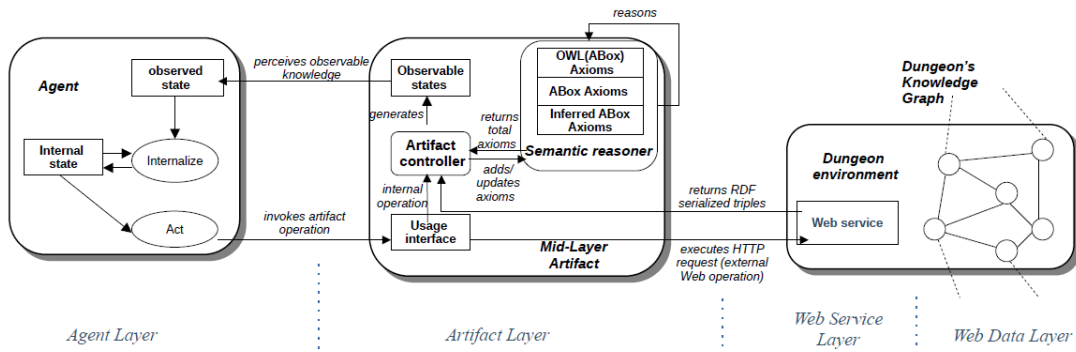 reasons
Agent
observed
state
perceives observable
knowledge
Observable
states
OWL(ABox)
Axioms
ABox Axioms
Inferred ABox
Axioms
Semantic reasoner
generates
returns
total
axioms
Artifact
controller
adds/
updates
axioms
Internal
state
Internalize
internal
operation
Act
invokes artifact
operation
Usage
interface
Mid-Layer
Artifact
returns RDF
serialized triples
executes HTTP
request (external
Web operation)
Dungeon's
Knowledge
Graph
Dungeon
environment
Web service
Agent Layer
Artifact Layer
Web Service
Layer
Web Data Layer